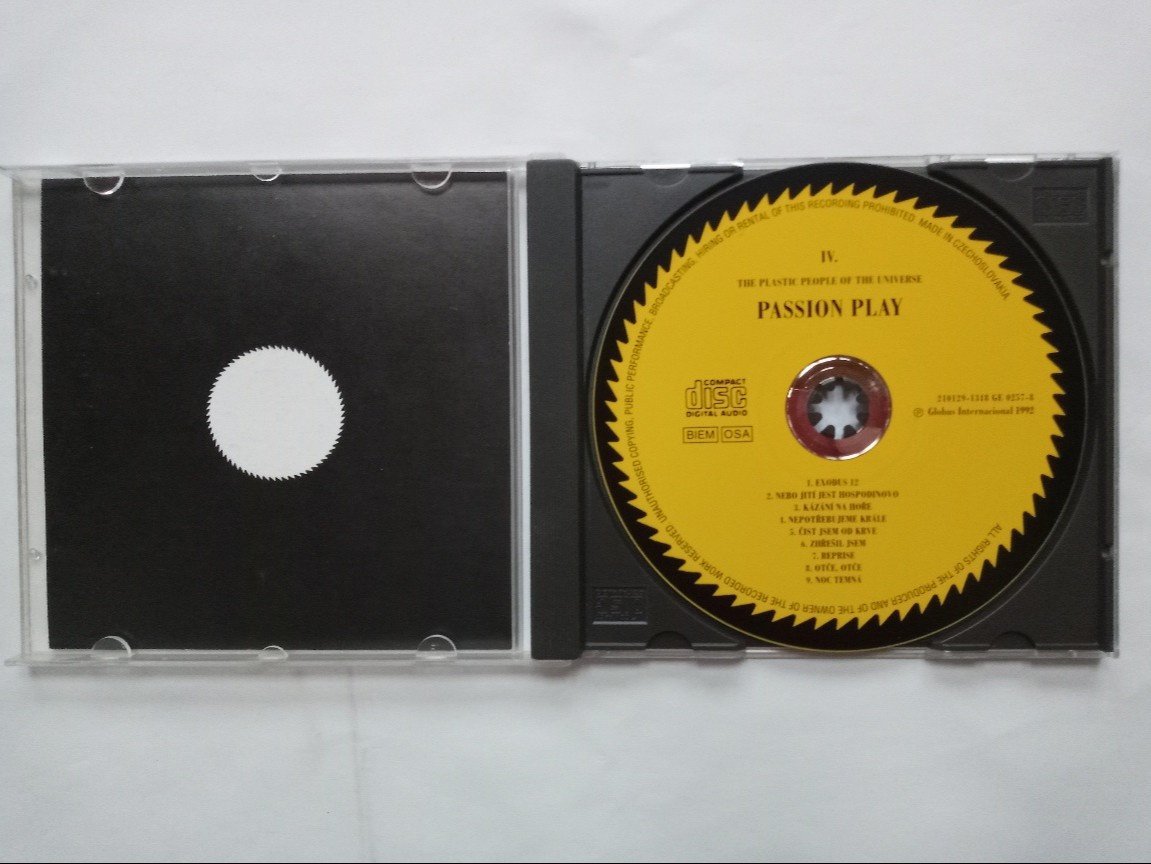 IV.
THE PLASTIC PEOPLE OF THE UNIVERSE
PASSION PLAY
COMPACT
disc
DIGITAL AUDIO
BIEM OSA
210129-1318 GE 0257-8
Ⓟ Globus Internacional 1992
1. EXODUS 12
2. NEBO JITÍ JEST HOSPODINOVO
3. KÁZÁNÍ NA HOŘE
4. NEPOTŘEBUJEME KRÁLE
5. ČIST JSEM OD KRVE
6. ZHŘEŠIL JSEM
7. REPRISE
8. OTČE, OTČE
9. NOC TEMNÁ
ALL RIGHTS OF THE PRODUCER AND OF THE OWNER OF THE RECORDED WORK RESERVED UNAUTHORISED COPYING, PUBLIC PERFORMANCE, BROADCASTING, HIRING OR RENTAL OF THIS RECORDING PROHIBITED MADE IN CZECHOSLOVAKIA